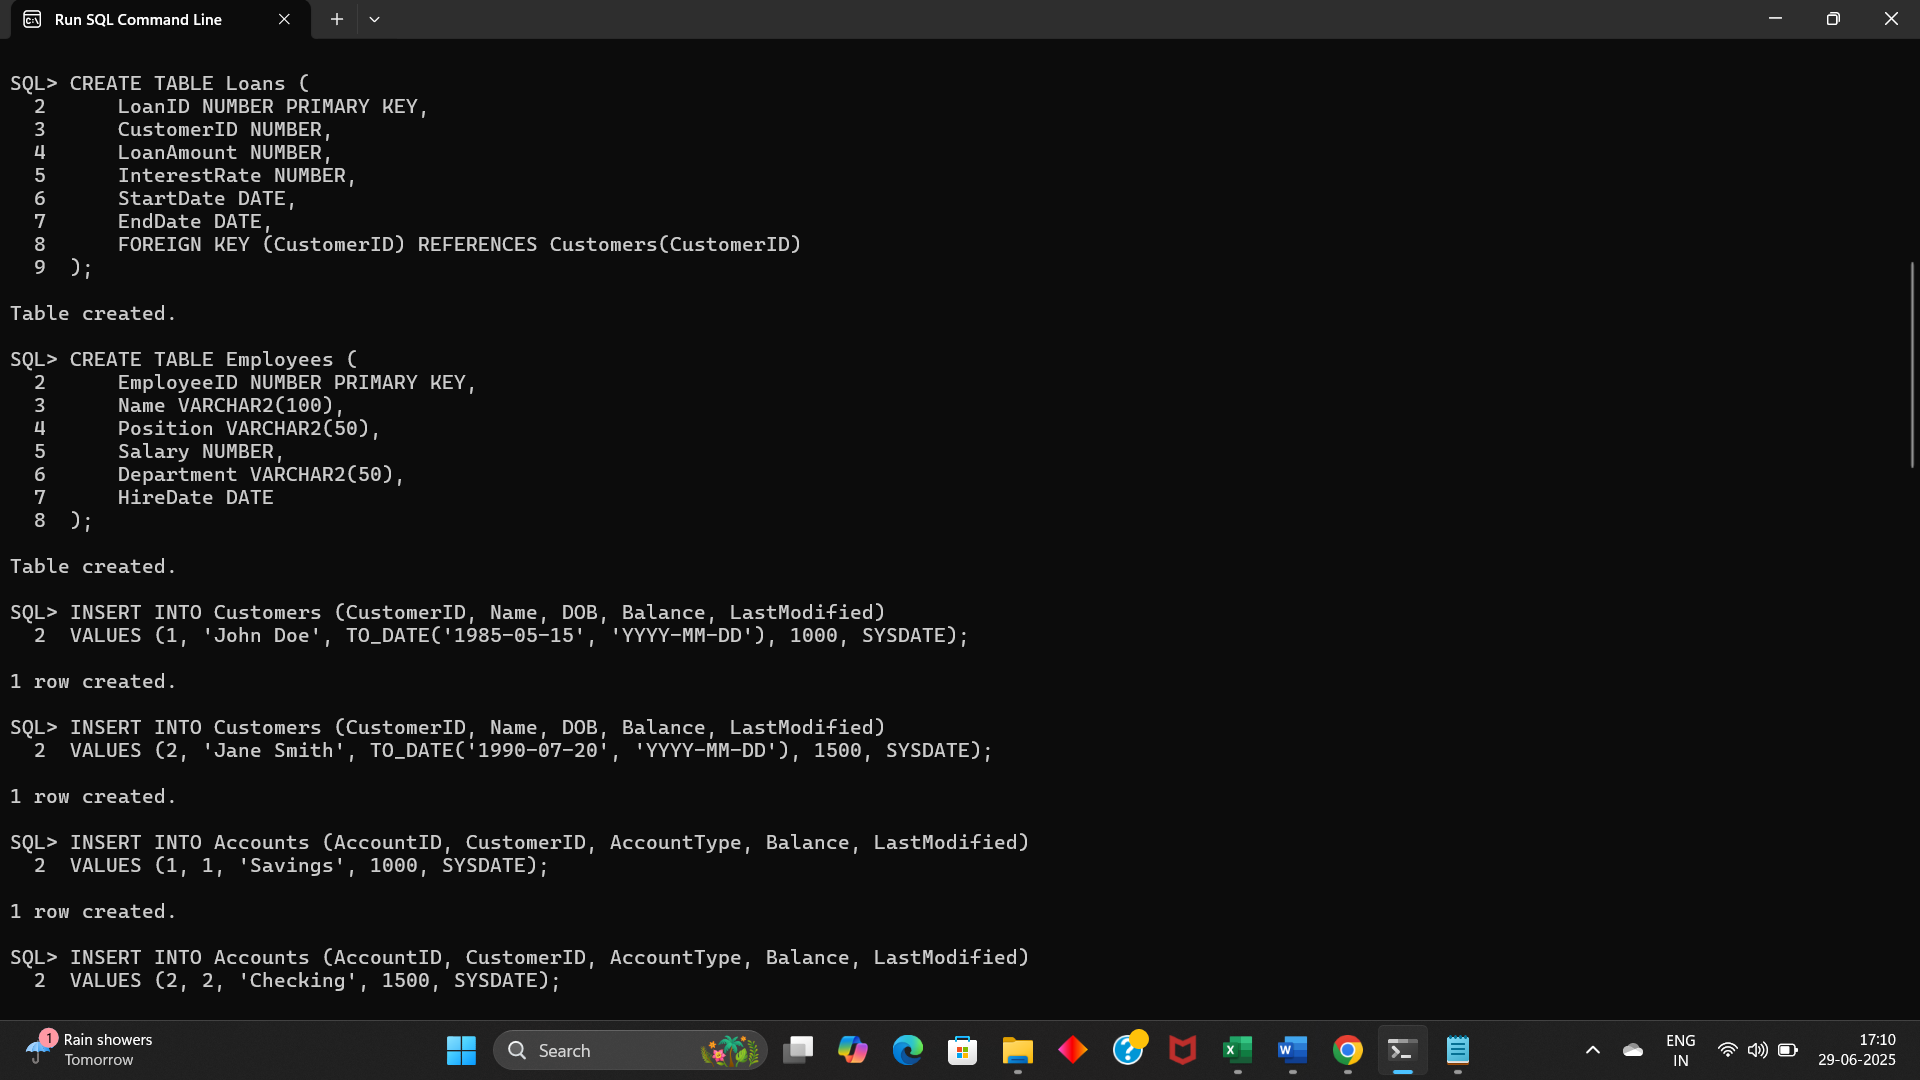 Run SQL Command Line
SQL> CREATE TABLE Loans (
  2      LoanID NUMBER PRIMARY KEY,
  3      CustomerID NUMBER,
  4      LoanAmount NUMBER,
  5      InterestRate NUMBER,
  6      StartDate DATE,
  7      EndDate DATE,
  8      FOREIGN KEY (CustomerID) REFERENCES Customers(CustomerID)
  9  );
Table created.
SQL> CREATE TABLE Employees (
  2      EmployeeID NUMBER PRIMARY KEY,
  3      Name VARCHAR2(100),
  4      Position VARCHAR2(50),
  5      Salary NUMBER,
  6      Department VARCHAR2(50),
  7      HireDate DATE
  8  );
Table created.
SQL> INSERT INTO Customers (CustomerID, Name, DOB, Balance, LastModified)
  2  VALUES (1, 'John Doe', TO_DATE('1985-05-15', 'YYYY-MM-DD'), 1000, SYSDATE);
1 row created.
SQL> INSERT INTO Customers (CustomerID, Name, DOB, Balance, LastModified)
  2  VALUES (2, 'Jane Smith', TO_DATE('1990-07-20', 'YYYY-MM-DD'), 1500, SYSDATE);
1 row created.
SQL> INSERT INTO Accounts (AccountID, CustomerID, AccountType, Balance, LastModified)
  2  VALUES (1, 1, 'Savings', 1000, SYSDATE);
1 row created.
SQL> INSERT INTO Accounts (AccountID, CustomerID, AccountType, Balance, LastModified)
  2  VALUES (2, 2, 'Checking', 1500, SYSDATE);
1
Rain showers
Tomorrow
Search
ENG
IN
17:10
29-06-2025